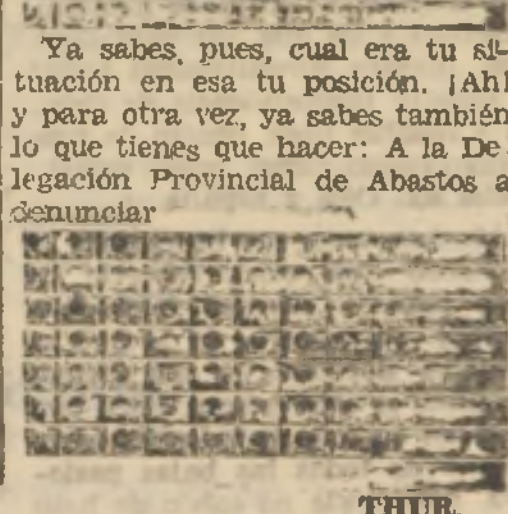 Ya sabes, pues, cual era tu si-
tuación en esa tu posición. ¡Ah!
y para otra vez, ya sabes también
lo que tienes que hacer: A la De-
legación Provincial de Abastos a
denunciar
THUR.